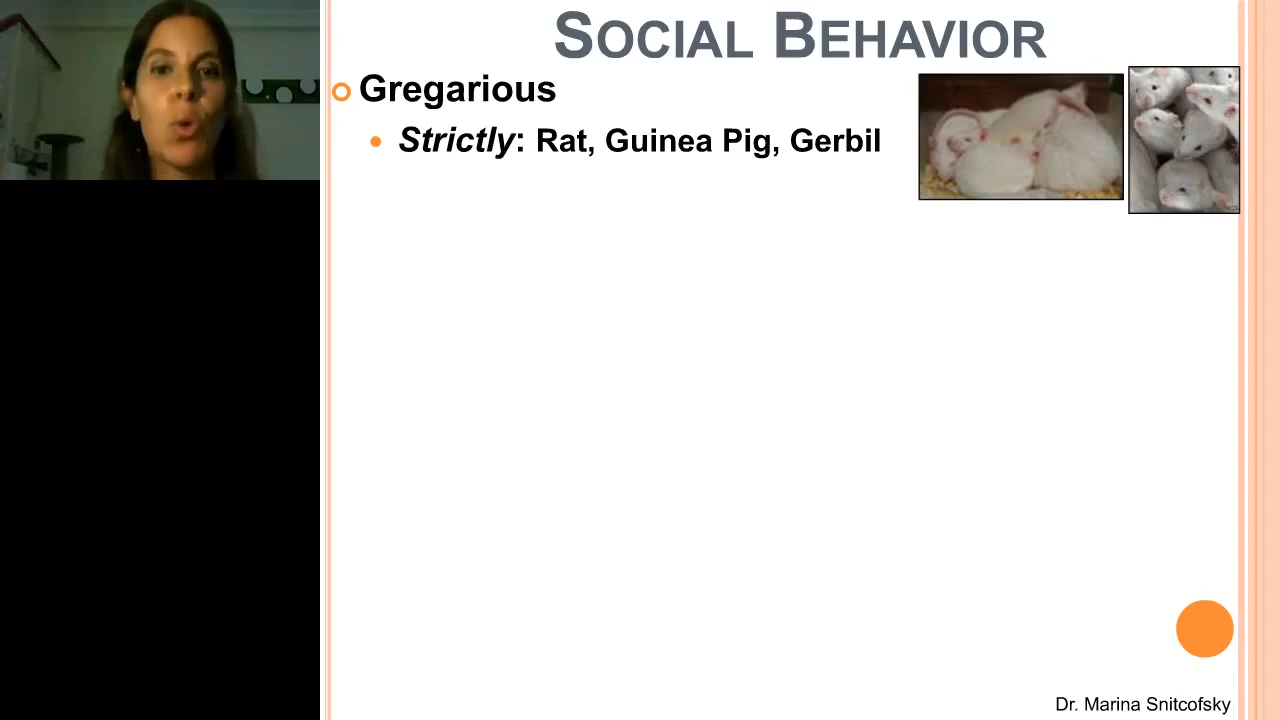 SOCIAL BEHAVIOR
Gregarious
Strictly: Rat, Guinea Pig, Gerbil
Dr. Marina Snitcofsky